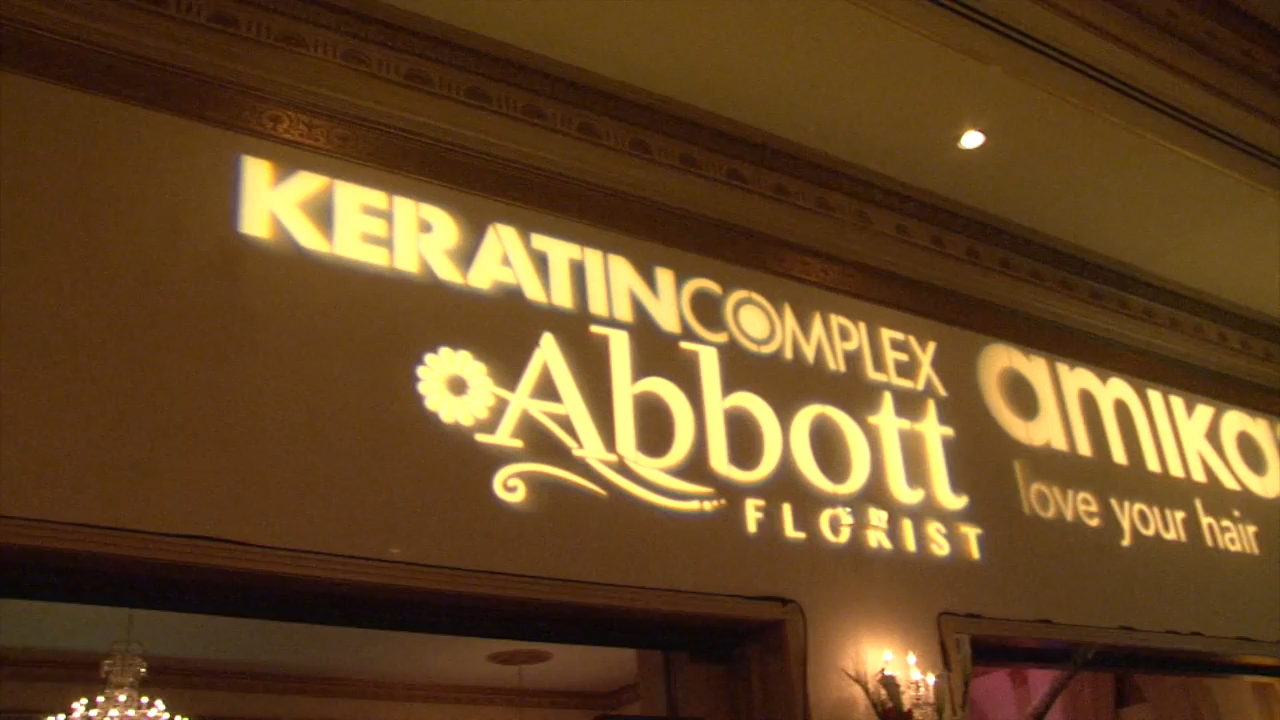 KERATINCOMPLEX
Abbott
FLORIST
amika
love your hair